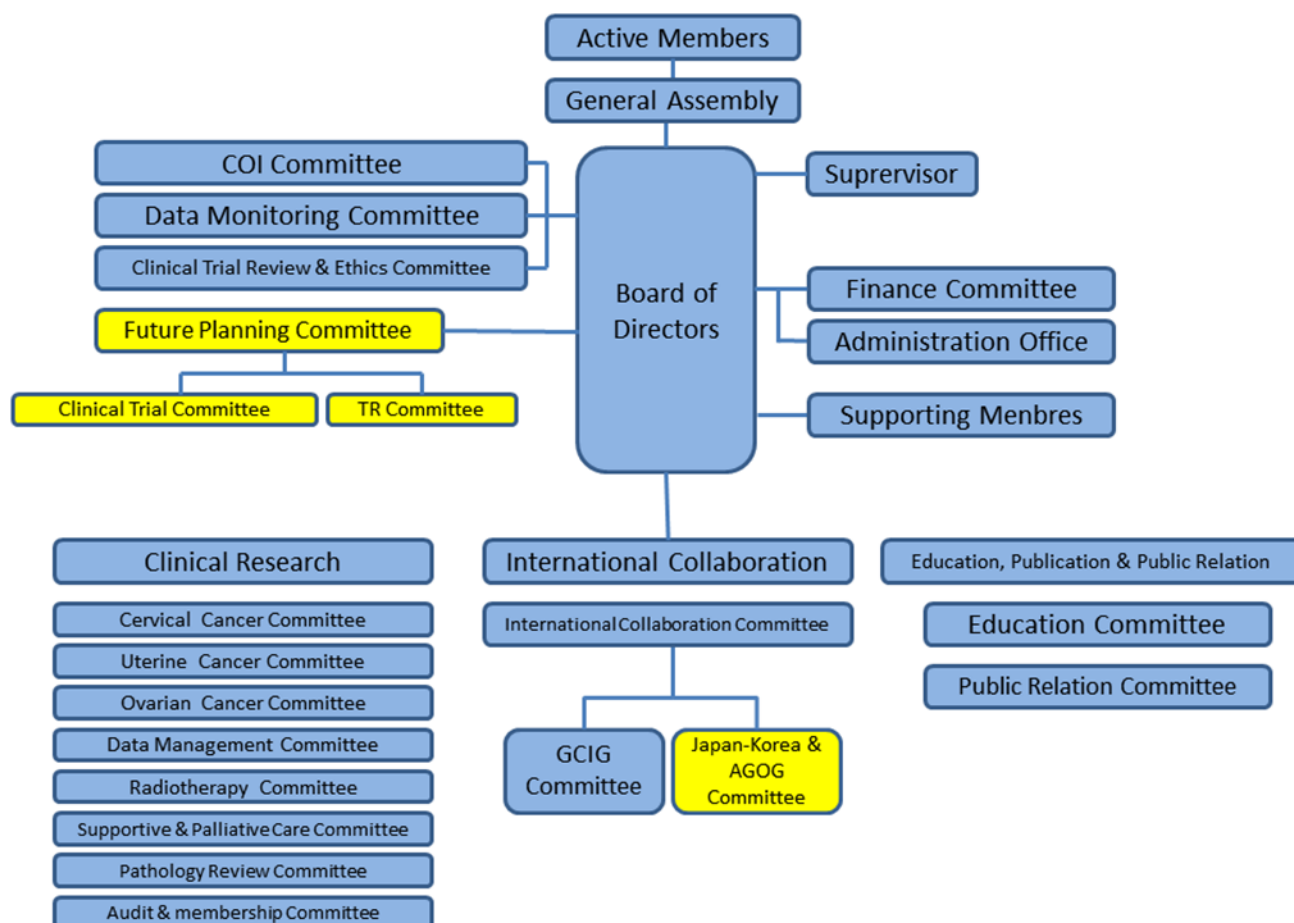 Active Members
General Assembly
COI Committee
Data Monitoring Committee
Clinical Trial Review & Ethics Committee
Future Planning Committee
Clinical Trial Committee
TR Committee
Board of
Directors
Suprervisor
Finance Committee
Administration Office
Supporting Menbres
Clinical Research
Cervical Cancer Committee
Uterine Cancer Committee
Ovarian Cancer Committee
Data Management Committee
Radiotherapy Committee
Supportive & Palliative Care Committee
Pathology Review Committee
Audit & membership Committee
International Collaboration
International Collaboration Committee
GCIG
Committee
Japan-Korea &
AGOG
Committee
Education, Publication & Public Relation
Education Committee
Public Relation Committee